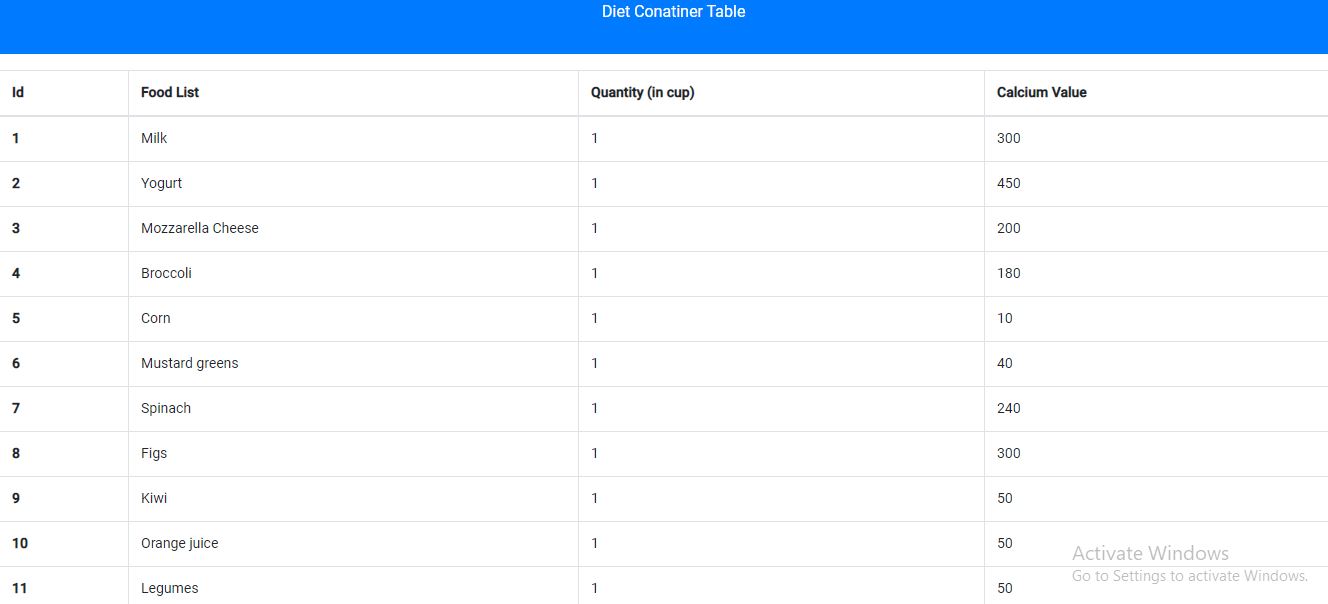 Diet Conatiner Table
Id Food List Quantity (in cup) Calcium Value
1 Milk 1 300
2 Yogurt 1 450
3 Mozzarella Cheese 1 200
4 Broccoli 1 180
5 Corn 1 10
6 Mustard greens 1 40
7 Spinach 1 240
8 Figs 1 300
9 Kiwi 1 50
10 Orange juice 1 50
Activate Windows
Go to Settings to activate Windows.
11 Legumes 1 50